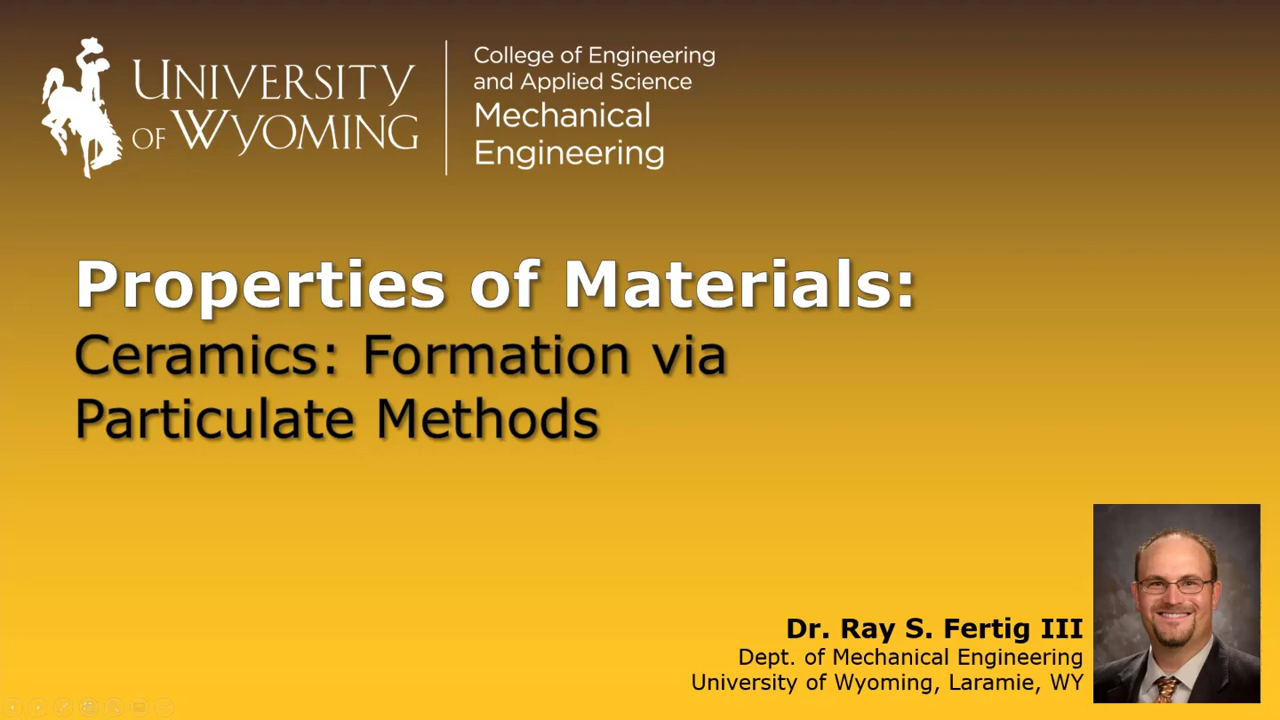 UNIVERSITY
OF WYOMING
College of Engineering
and Applied Science
Mechanical
Engineering
Properties of Materials:
Ceramics: Formation via
Particulate Methods
Dr. Ray S. Fertig III
Dept. of Mechanical Engineering
University of Wyoming, Laramie, WY